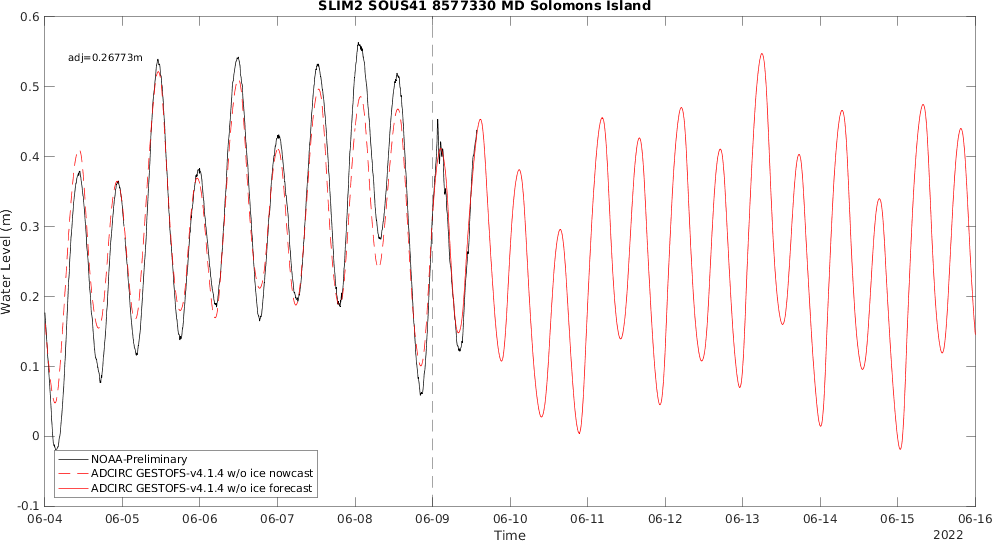 SLIM2 SOUS41 8577330 MD Solomons Island
0.6
adj=0.26773m
0.5
0.4
0.3
Water Level (m)
0.2
0.1
0
NOAA-Preliminary
ADCIRC GESTOFS-v4.1.4 w/o ice nowcast
ADCIRC GESTOFS-v4.1.4 w/o ice forecast
-0.1
06-04 06-05 06-06 06-07 06-08 06-09 06-10 06-11 06-12 06-13 06-14 06-15 06-16
Time
2022